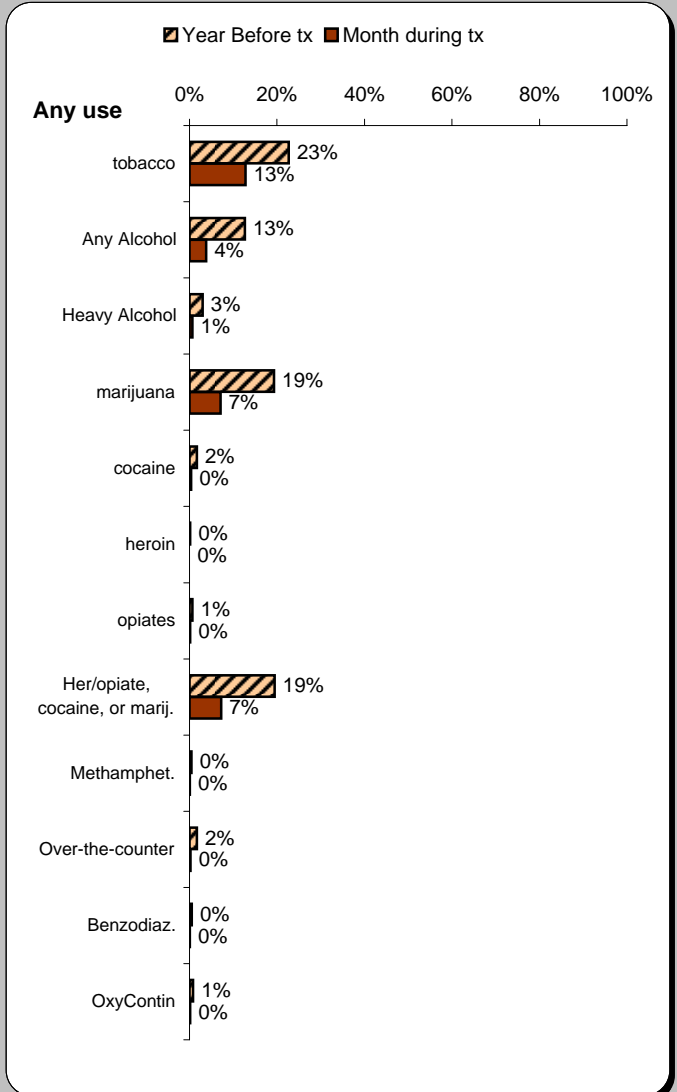 Year Before tx Month during tx
0% 20% 40% 60% 80% 100%
Any use
tobacco 23%
13%
Any Alcohol 13%
4%
Heavy Alcohol 3%
1%
marijuana 19%
7%
cocaine 2%
0%
heroin 0%
0%
opiates 1%
0%
Her/opiate, 19%
cocaine, or marij. 7%
Methamphet. 0%
0%
Over-the-counter 2%
0%
Benzodiaz. 0%
0%
OxyContin 1%
0%